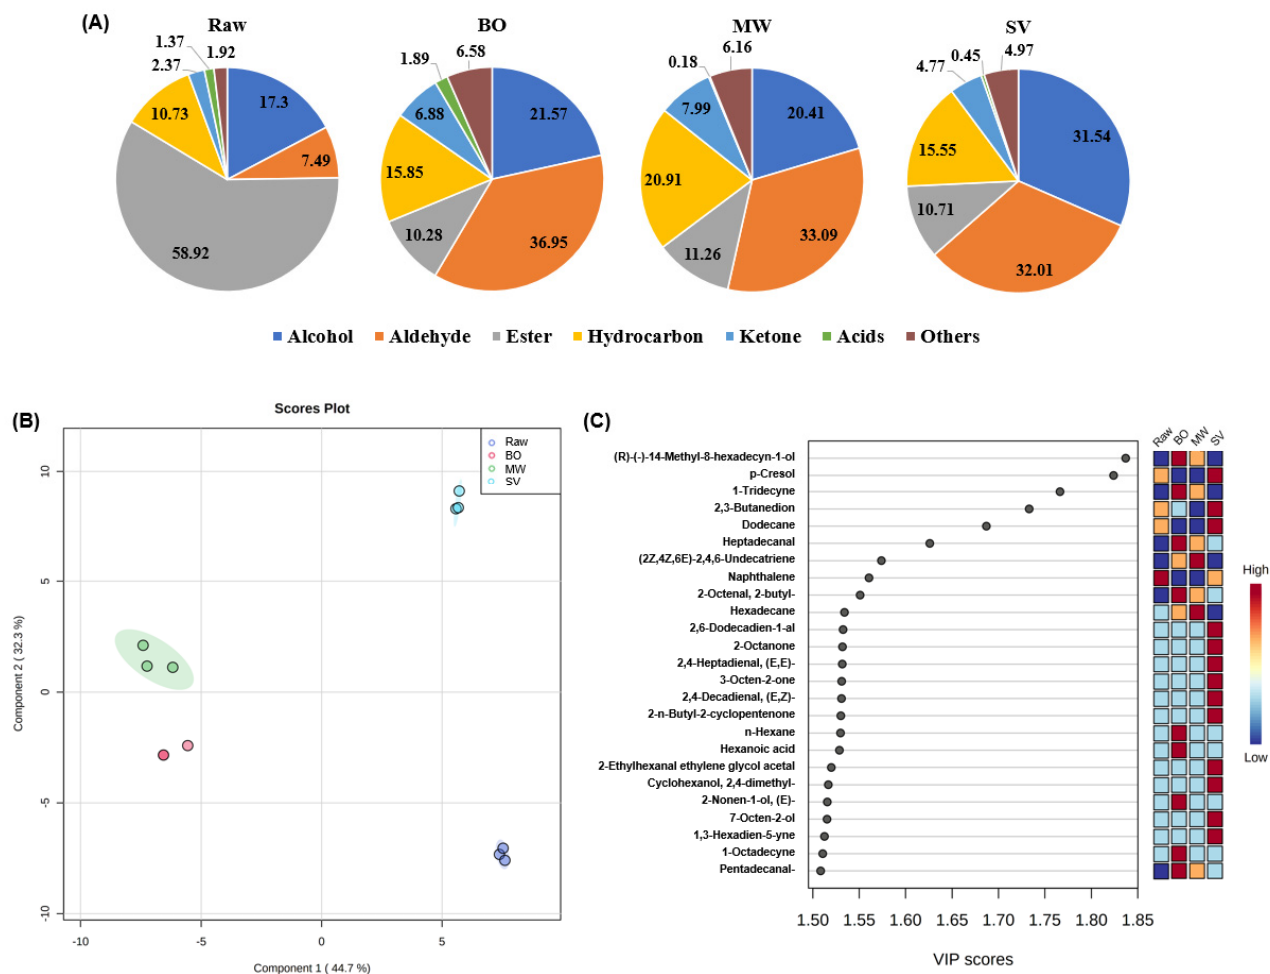 (A)
Raw
BO
MW
SV
1.37
1.92
2.37
10.73
17.3
7.49
58.92
1.89
6.58
6.88
21.57
15.85
10.28
36.95
0.18
6.16
7.99
20.41
20.91
11.26
33.09
4.77
0.45
4.97
15.55
31.54
10.71
32.01
Alcohol Aldehyde Ester Hydrocarbon Ketone Acids Others
(B)
Scores Plot
Raw
BO
MW
SV
Component 2 ( 32.3 %)
10
5
0
-5
-10
-10 -5 0 5
Component 1 ( 44.7 %)
(C)
Raw BO MW SV
(R)-(-)-14-Methyl-8-hexadecyn-1-ol
p-Cresol
1-Tridecyne
2,3-Butanedion
Dodecane
Heptadecanal
(2Z,4Z,6E)-2,4,6-Undecatriene
Naphthalene
2-Octenal, 2-butyl-
Hexadecane
2,6-Dodecadien-1-al
2-Octanone
2,4-Heptadienal, (E,E)-
3-Octen-2-one
2,4-Decadienal, (E,Z)-
2-n-Butyl-2-cyclopentenone
n-Hexane
Hexanoic acid
2-Ethylhexanal ethylene glycol acetal
Cyclohexanol, 2,4-dimethyl-
2-Nonen-1-ol, (E)-
7-Octen-2-ol
1,3-Hexadien-5-yne
1-Octadecyne
Pentadecanal-
High
Low
1.50 1.55 1.60 1.65 1.70 1.75 1.80 1.85
VIP scores